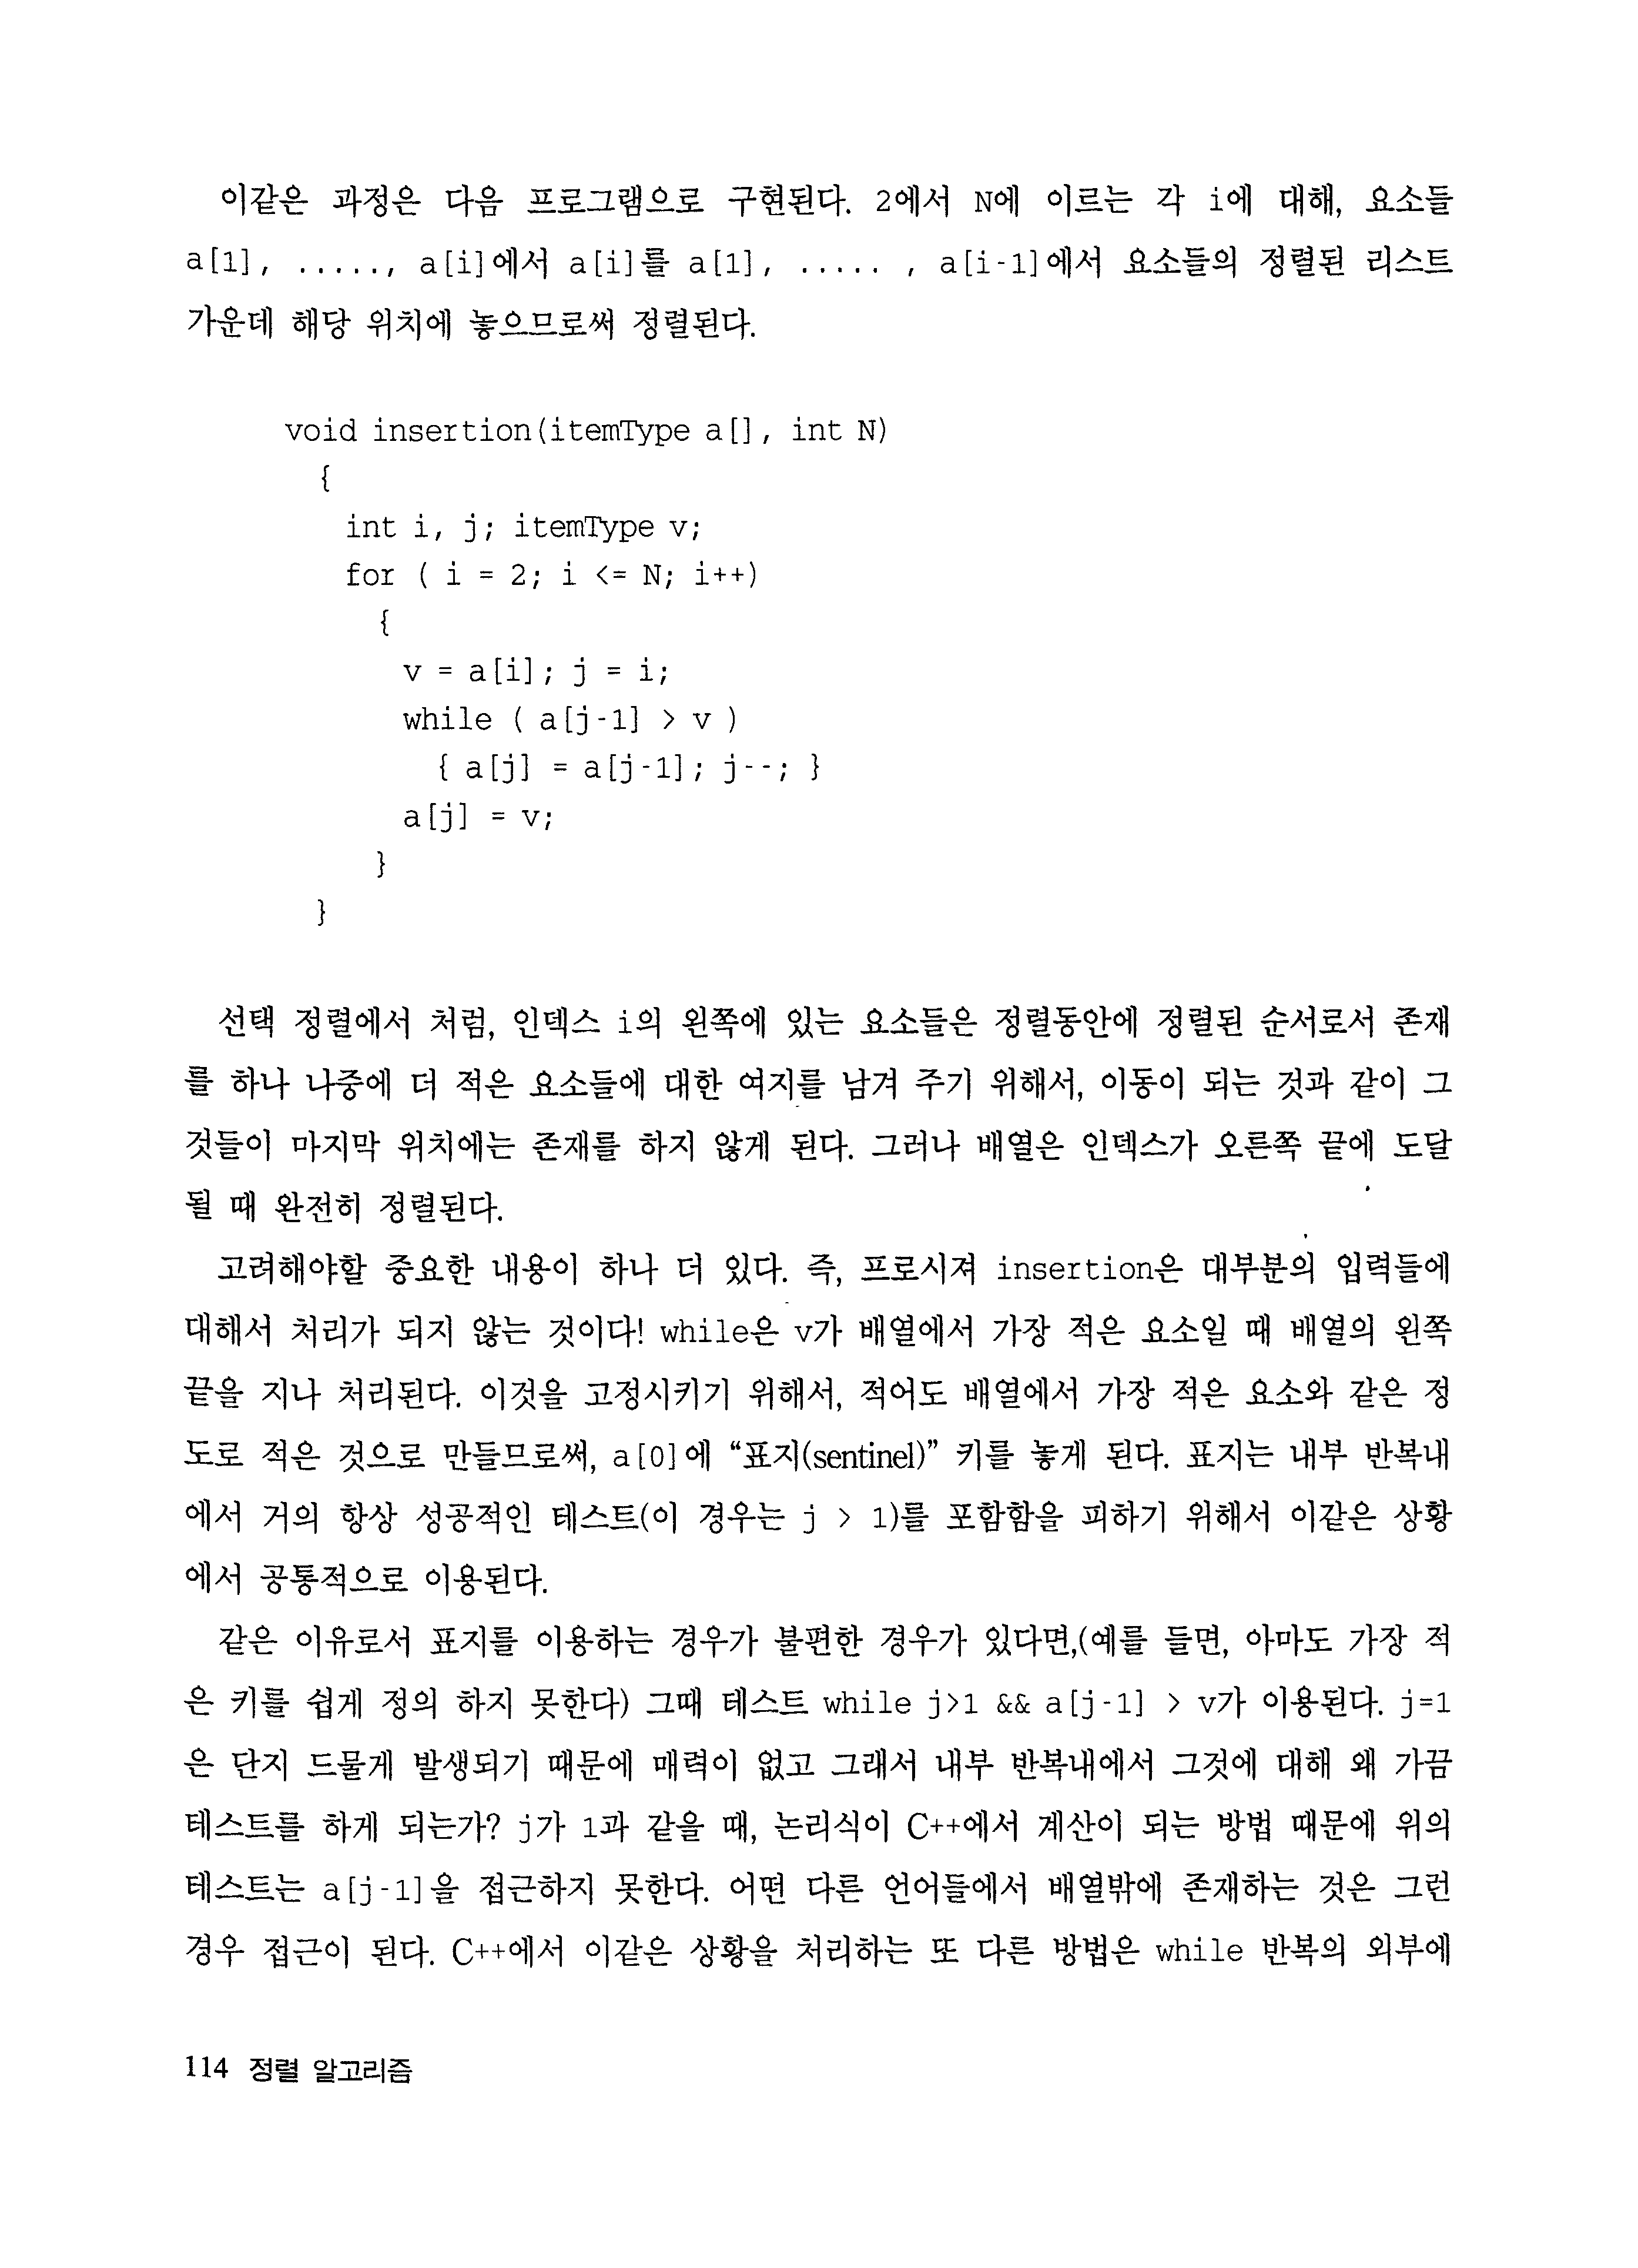 이같은 과정은 다음 프로그램으로 구현된다. 2에서 N에 이르는 각 i에 대해, 요소들
a[1], ....., a[i]에서 a[i]를 a[1], ..... , a[i-1]에서 요소들의 정렬된 리스트
가운데 해당 위치에 놓으므로써 정렬된다.
void insertion(itemType a[], int N)
{
int i, j; itemType v;
for ( i = 2; i <= N; i++)
{
v = a[i]; j = i;
while ( a[j-1] > v )
{ a[j] = a[j-1]; j--; }
a[j] = v;
}
}
선택 정렬에서 처럼, 인덱스 i의 왼쪽에 있는 요소들은 정렬동안에 정렬된 순서로서 존재
를 하나 나중에 더 적은 요소들에 대한 여지를 남겨 주기 위해서, 이동이 되는 것과 같이 그
것들이 마지막 위치에는 존재를 하지 않게 된다. 그러나 배열은 인덱스가 오른쪽 끝에 도달
될 때 완전히 정렬된다.
고려해야할 중요한 내용이 하나 더 있다. 즉, 프로시져 insertion은 대부분의 입력들에
대해서 처리가 되지 않는 것이다! while은 v가 배열에서 가장 적은 요소일 때 배열의 왼쪽
끝을 지나 처리된다. 이것을 고정시키기 위해서, 적어도 배열에서 가장 적은 요소와 같은 정
도로 적은 것으로 만들므로써, a[0]에 “표지(sentinel)” 키를 놓게 된다. 표지는 내부 반복내
에서 거의 항상 성공적인 테스트(이 경우는 j > 1)를 포함함을 피하기 위해서 이같은 상황
에서 공통적으로 이용된다.
같은 이유로서 표지를 이용하는 경우가 불편한 경우가 있다면,(예를 들면, 아마도 가장 적
은 키를 쉽게 정의 하지 못한다) 그때 테스트 while j>1 && a[j-1] > v가 이용된다. j=1
은 단지 드물게 발생되기 때문에 매력이 없고 그래서 내부 반복내에서 그것에 대해 왜 가끔
테스트를 하게 되는가? j가 1과 같을 때, 논리식이 C++에서 계산이 되는 방법 때문에 위의
테스트는 a[j-1]을 접근하지 못한다. 어떤 다른 언어들에서 배열밖에 존재하는 것은 그런
경우 접근이 된다. C++에서 이같은 상황을 처리하는 또 다른 방법은 while 반복의 외부에
114 정렬 알고리즘